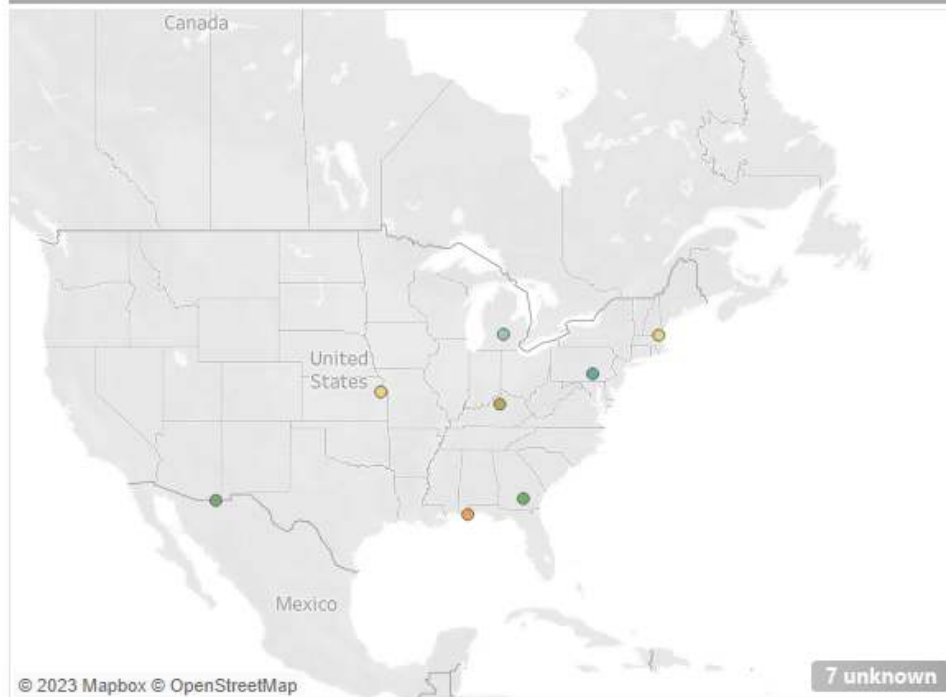 Canada
United
States
Mexico
© 2023 Mapbox © OpenStreetMap
7 unknown